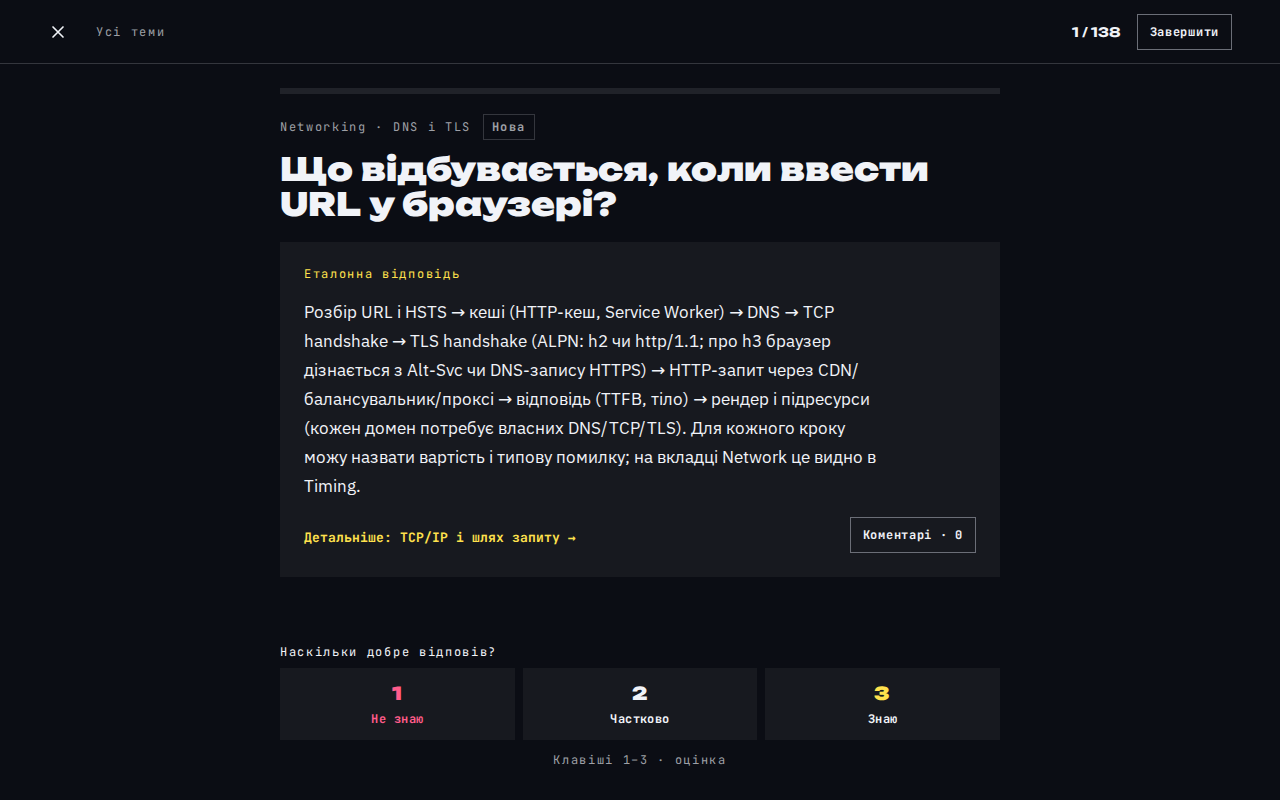 Усі теми
1/138
Завершити
Networking · DNS і TLS
Нова
Що відбувається, коли ввести
URL у браузері?
Еталонна відповідь
Розбір URL і HSTS → кеші (HTTP-кеш, Service Worker) → DNS → TCP
handshake → TLS handshake (ALPN: h2 чи http/1.1; про h3 браузер
дізнається з Alt-Svc чи DNS-запису HTTPS) → HTTP-запит через CDN/
балансувальник/проксі → відповідь (TTFB, тіло) → рендер і підресурси
(кожен домен потребує власних DNS/TCP/TLS). Для кожного кроку
можу назвати вартість і типову помилку; на вкладці Network це видно в
Timing.
Детальніше: TCP/IP і шлях запиту →
Коментарі · 0
Наскільки добре відповів?
1
Не знаю
2
Частково
3
Знаю
Клавіші 1–3 · оцінка